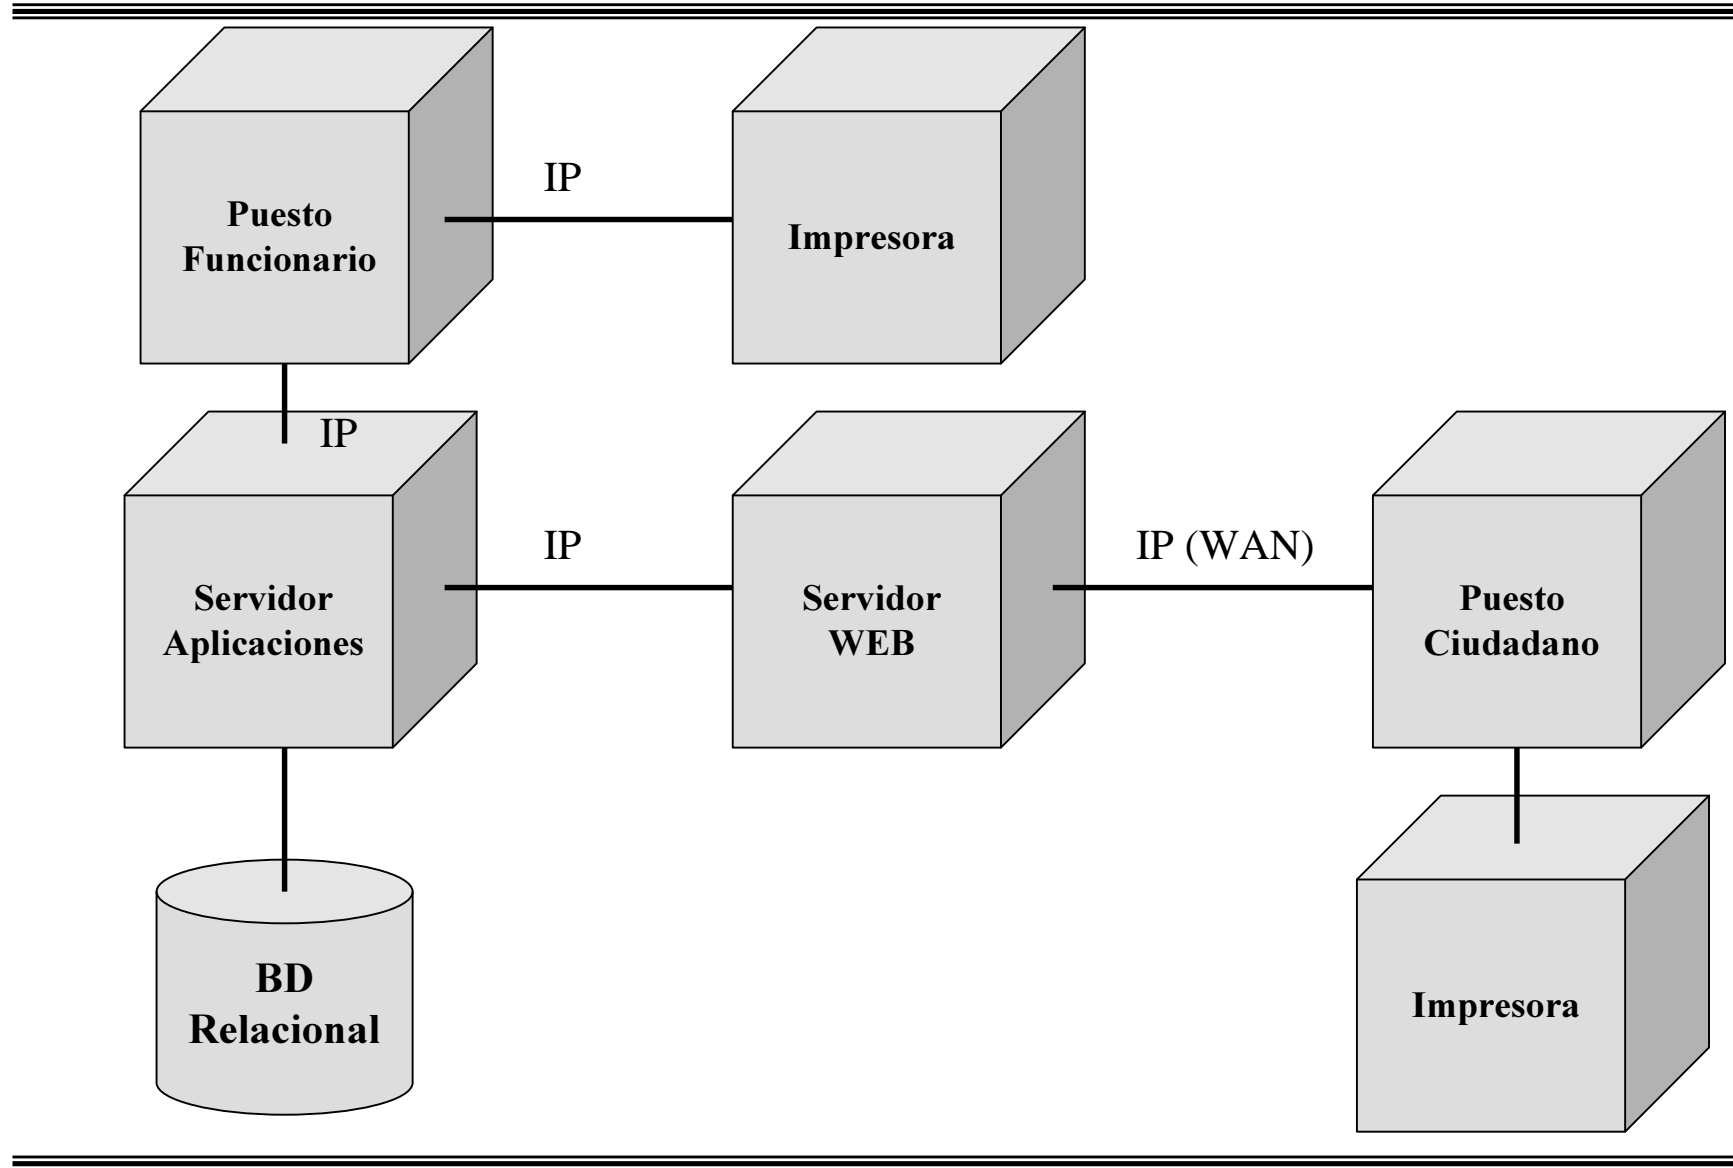 Puesto
Funcionario
IP
Impresora
IP
Servidor
Aplicaciones
IP
Servidor
WEB
IP (WAN)
Puesto
Ciudadano
BD
Relacional
Impresora